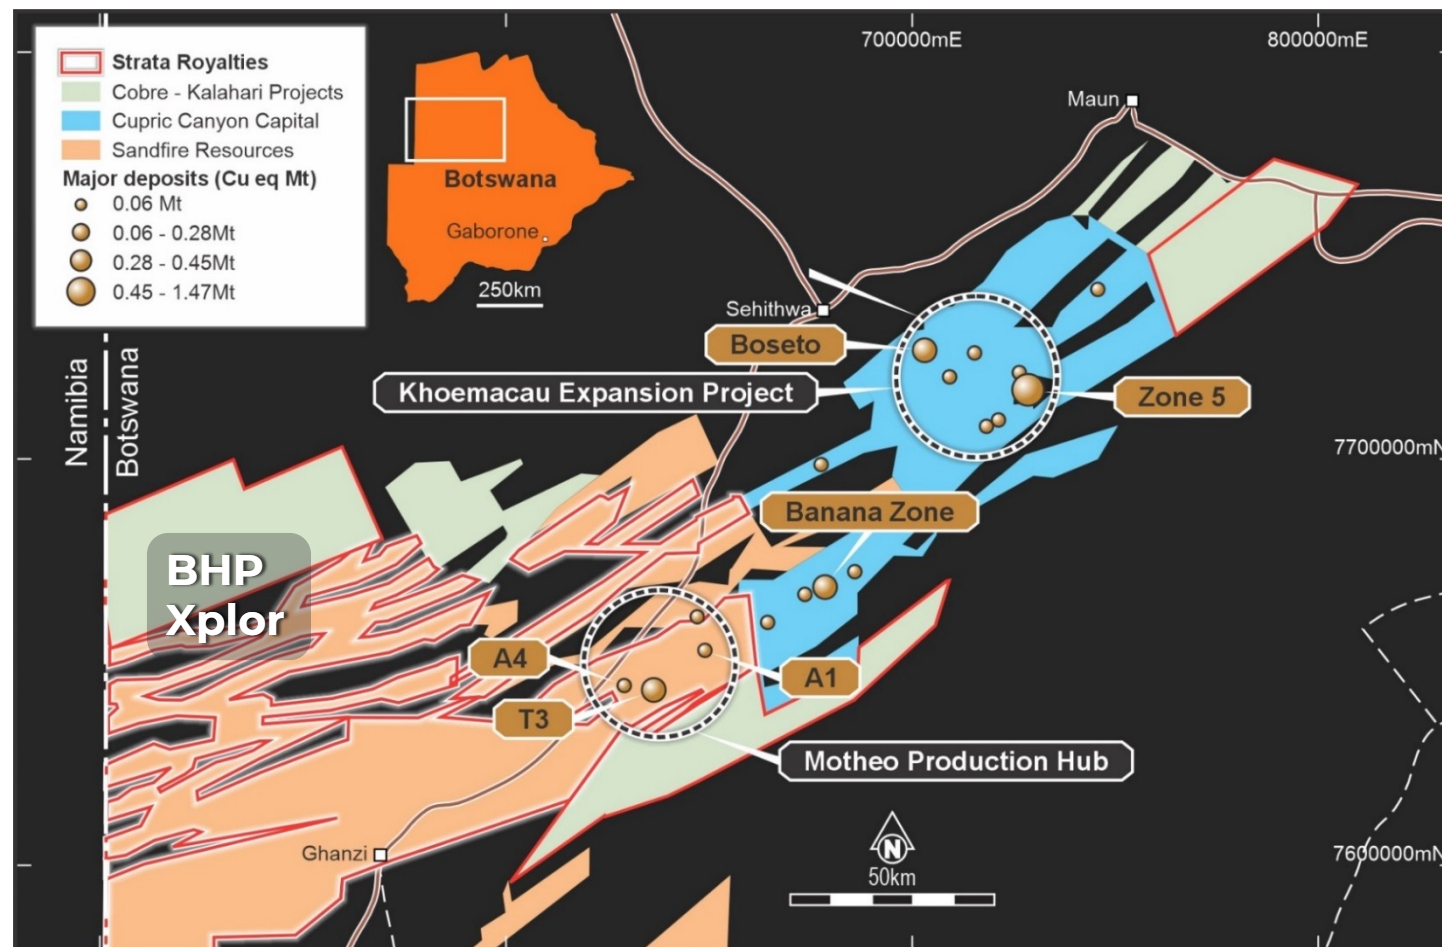 700000mE
800000mE
Strata Royalties
Cobre - Kalahari Projects
Cupric Canyon Capital
Sandfire Resources
Major deposits (Cu eq Mt)
0.06 Mt
0.06 - 0.28Mt
0.28 - 0.45Mt
0.45 - 1.47Mt
Botswana
Gaborone
250km
Maun
Sehithwa
Boseto
Khoemacau Expansion Project
Zone 5
Namibia
Botswana
7700000mN
Banana Zone
BHP
Xplor
A4
A1
T3
Motheo Production Hub
Ghanzi
N
50km
7600000mN